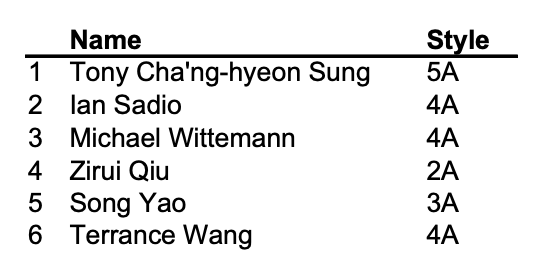 Name Style
1 Tony Cha'ng-hyeon Sung 5A
2 Ian Sadio 4A
3 Michael Wittemann 4A
4 Zirui Qiu 2A
5 Song Yao 3A
6 Terrance Wang 4A